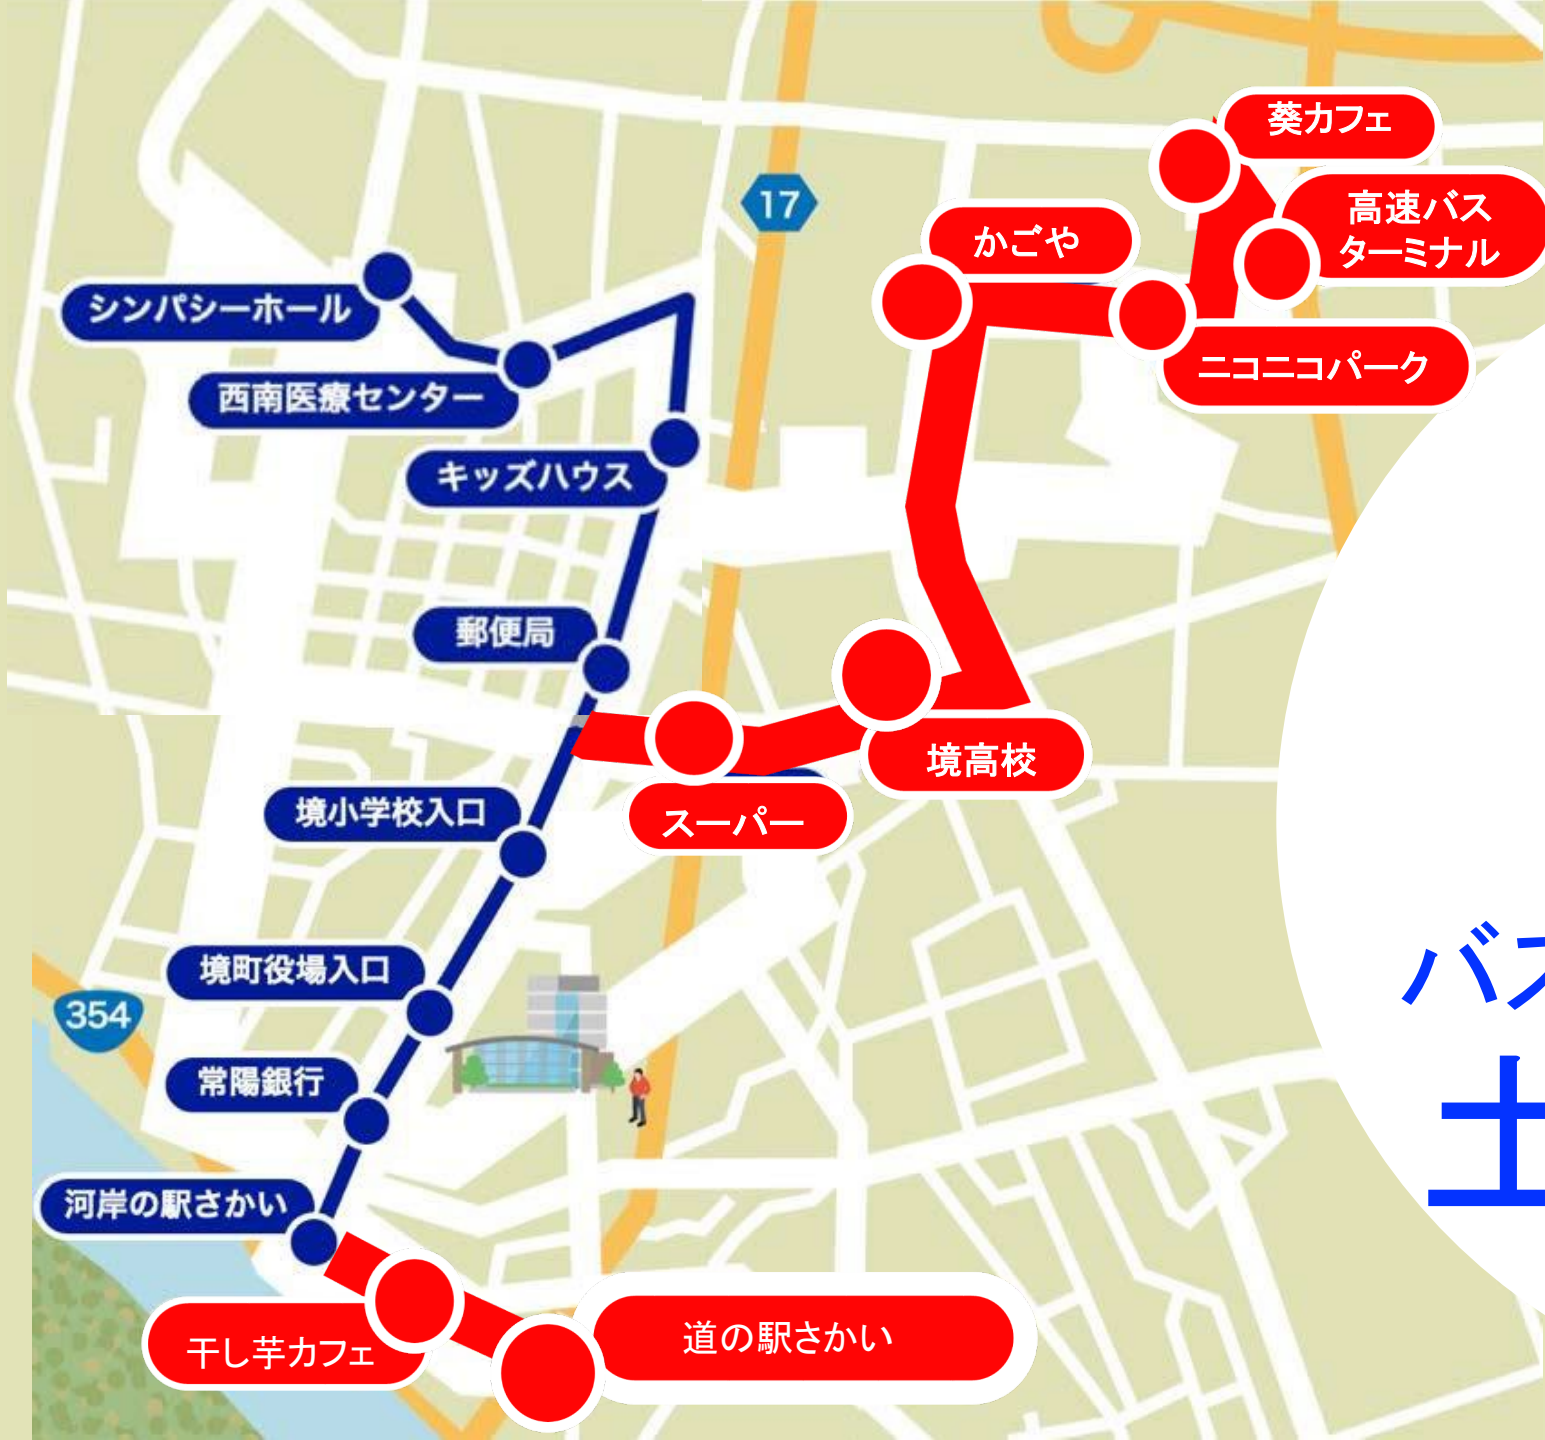 葵カフェ
高速バス
ターミナル
17
かごや
シンパシーホール
ニコニコパーク
西南医療センター
キッズハウス
郵便局
境高校
境小学校入口
スーパー
バス
境町役場入口
354
常陽銀行
土
河岸の駅さかい
干し芋カフェ
道の駅さかい